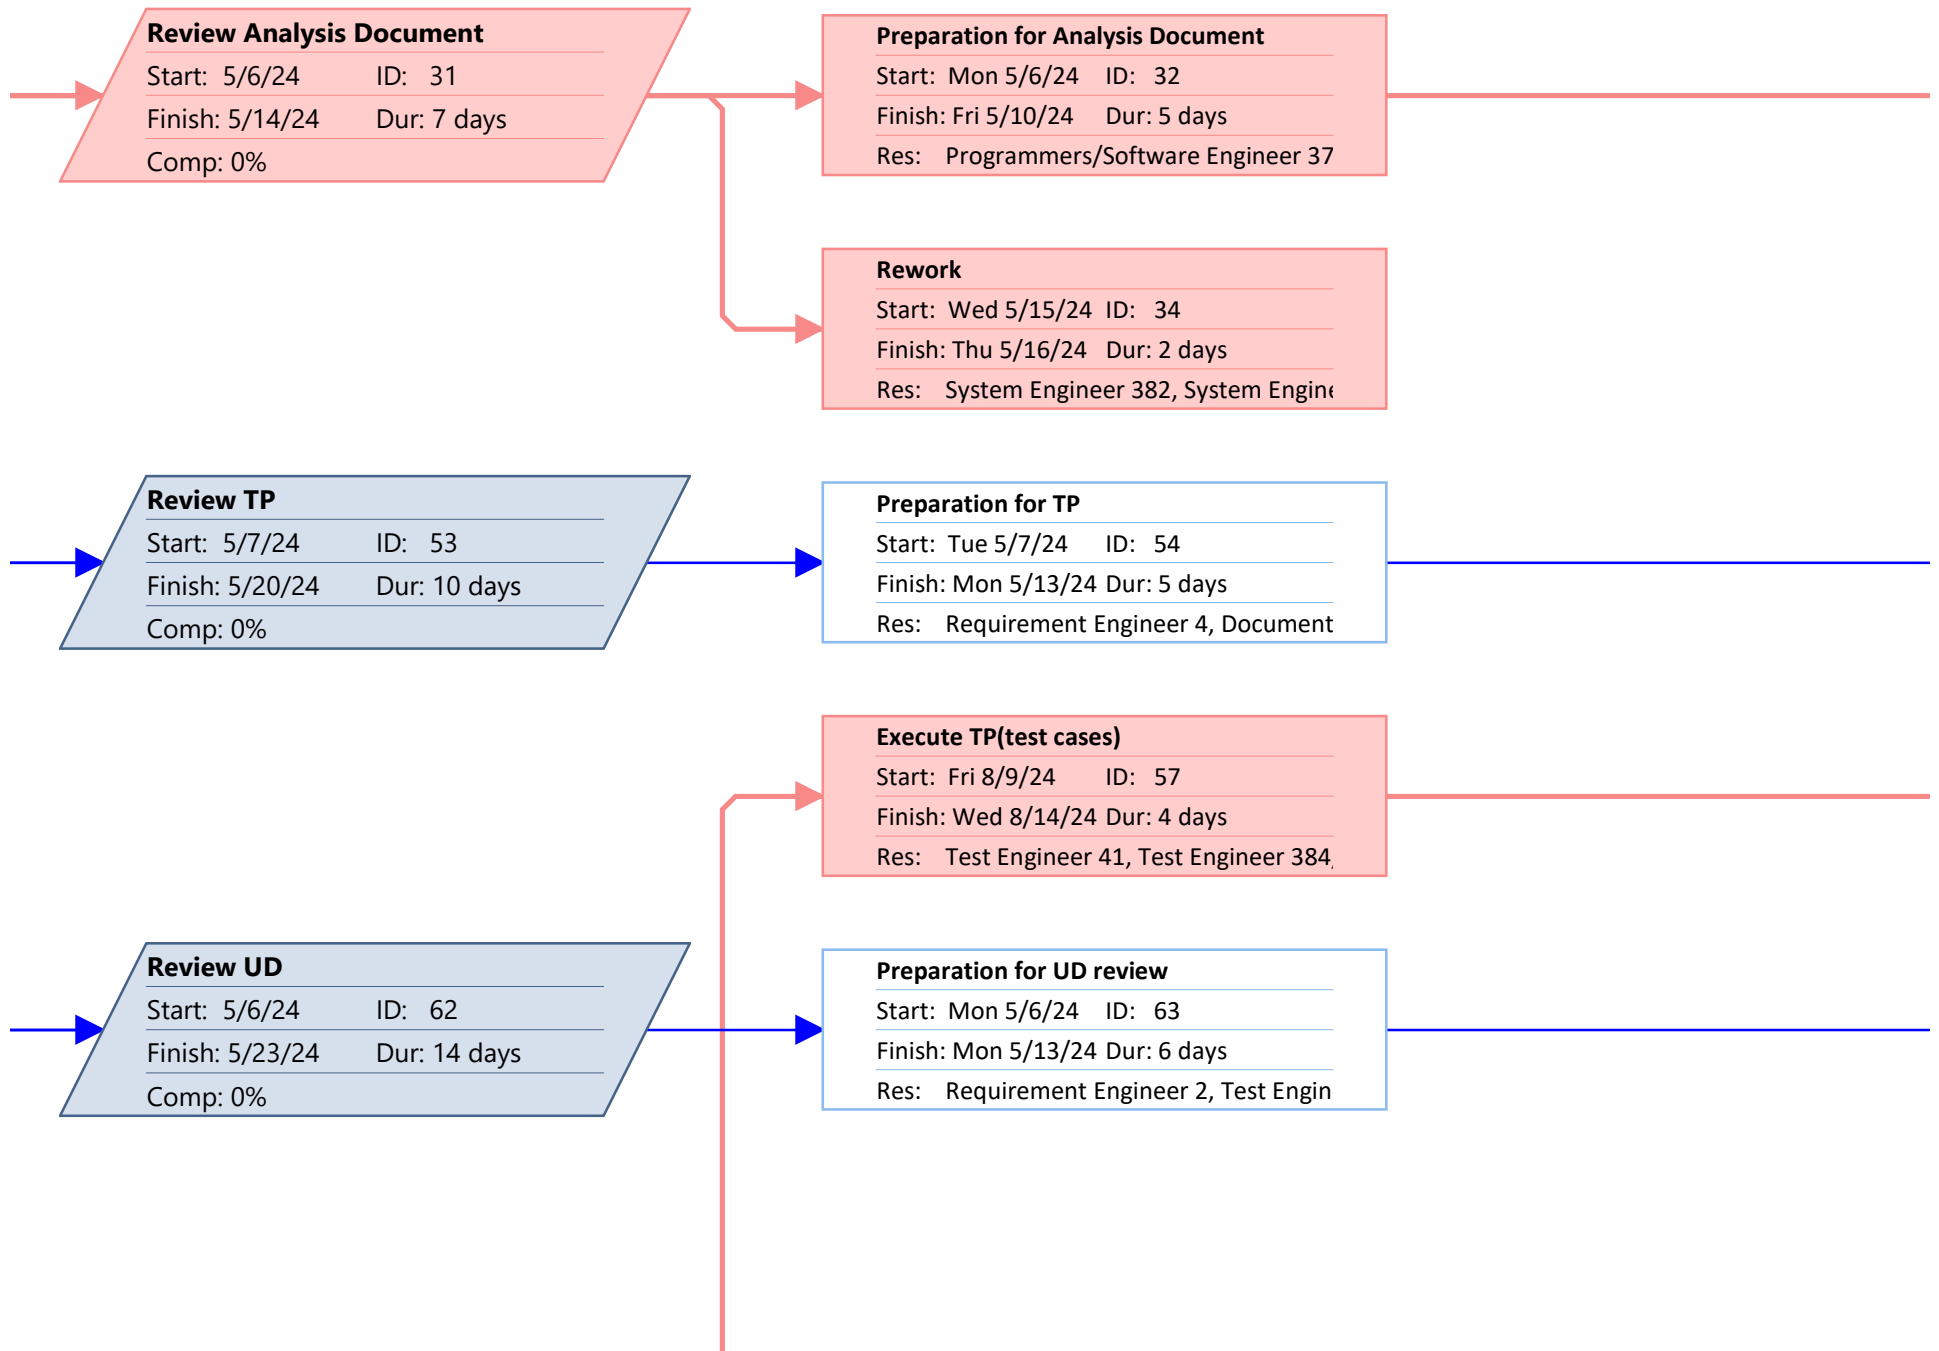 Review Analysis Document
Start: 5/6/24 ID: 31
Finish: 5/14/24 Dur: 7 days
Comp: 0%
Preparation for Analysis Document
Start: Mon 5/6/24 ID: 32
Finish: Fri 5/10/24 Dur: 5 days
Res: Programmers/Software Engineer 37
Rework
Start: Wed 5/15/24 ID: 34
Finish: Thu 5/16/24 Dur: 2 days
Res: System Engineer 382, System Engine
Review TP
Start: 5/7/24 ID: 53
Finish: 5/20/24 Dur: 10 days
Comp: 0%
Preparation for TP
Start: Tue 5/7/24 ID: 54
Finish: Mon 5/13/24 Dur: 5 days
Res: Requirement Engineer 4, Document
Execute TP(test cases)
Start: Fri 8/9/24 ID: 57
Finish: Wed 8/14/24 Dur: 4 days
Res: Test Engineer 41, Test Engineer 384,
Review UD
Start: 5/6/24 ID: 62
Finish: 5/23/24 Dur: 14 days
Comp: 0%
Preparation for UD review
Start: Mon 5/6/24 ID: 63
Finish: Mon 5/13/24 Dur: 6 days
Res: Requirement Engineer 2, Test Engin